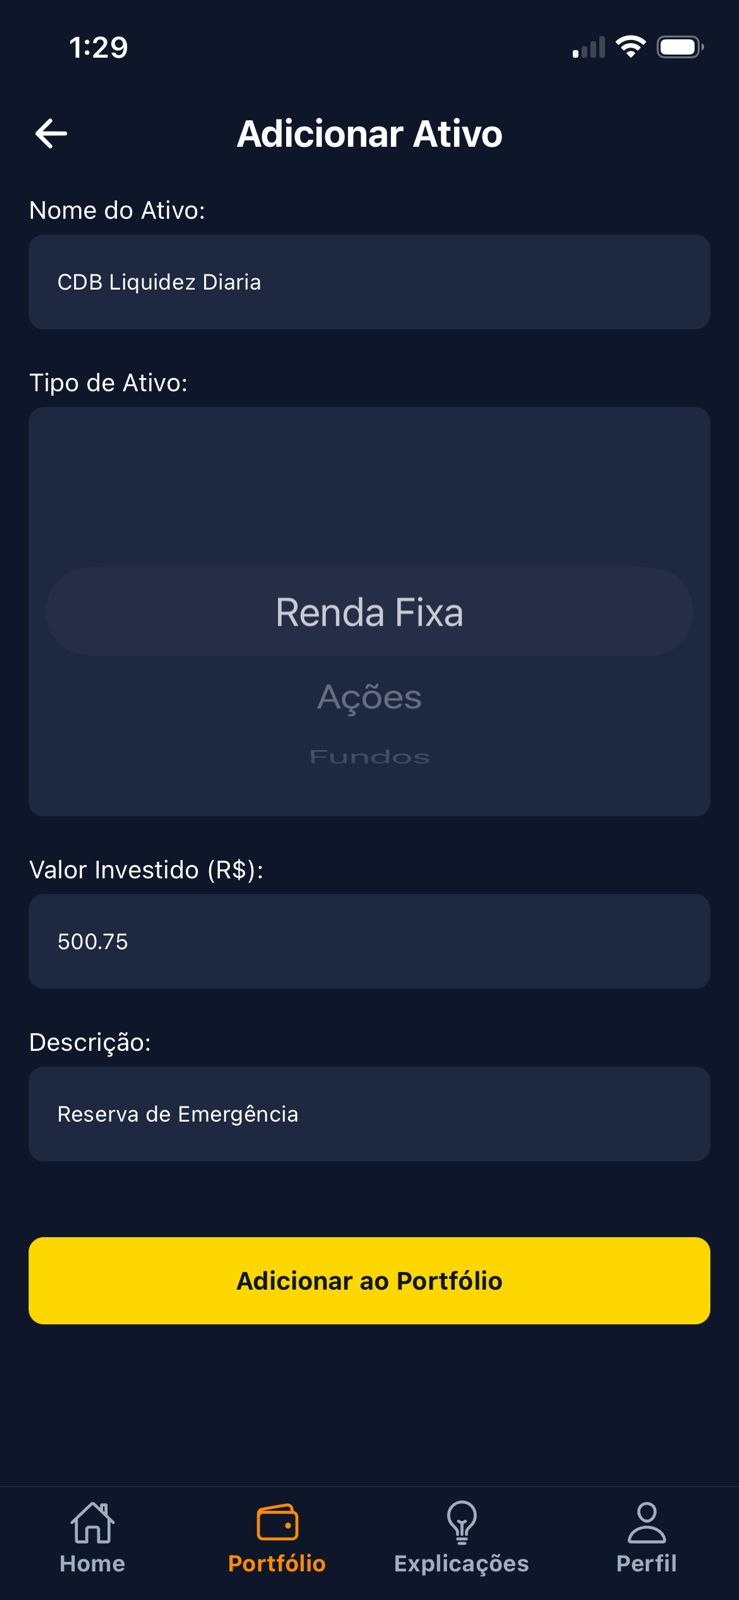 1:29
Adicionar Ativo
Nome do Ativo:
CDB Liquidez Diaria
Tipo de Ativo:
Renda Fixa
Ações
Fundos
Valor Investido (R$):
500.75
Descrição:
Reserva de Emergência
Adicionar ao Portfólio
Home
Portfólio
Explicações
Perfil